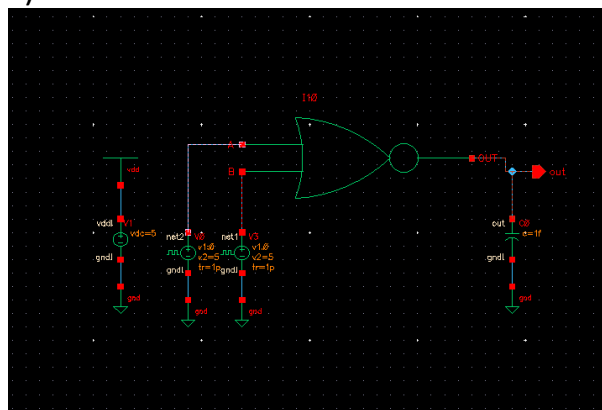 I10
A
OUT
B
out
vdd
vdd! V1
vdc=5
gnd!
gnd
net2 V0
v1:0
v2=5
tr=1p
gnd!
gnd
net1 V3
v1:0
v2=5
tr=1p
gnd!
gnd
out C0
c=1f
gnd!
gnd